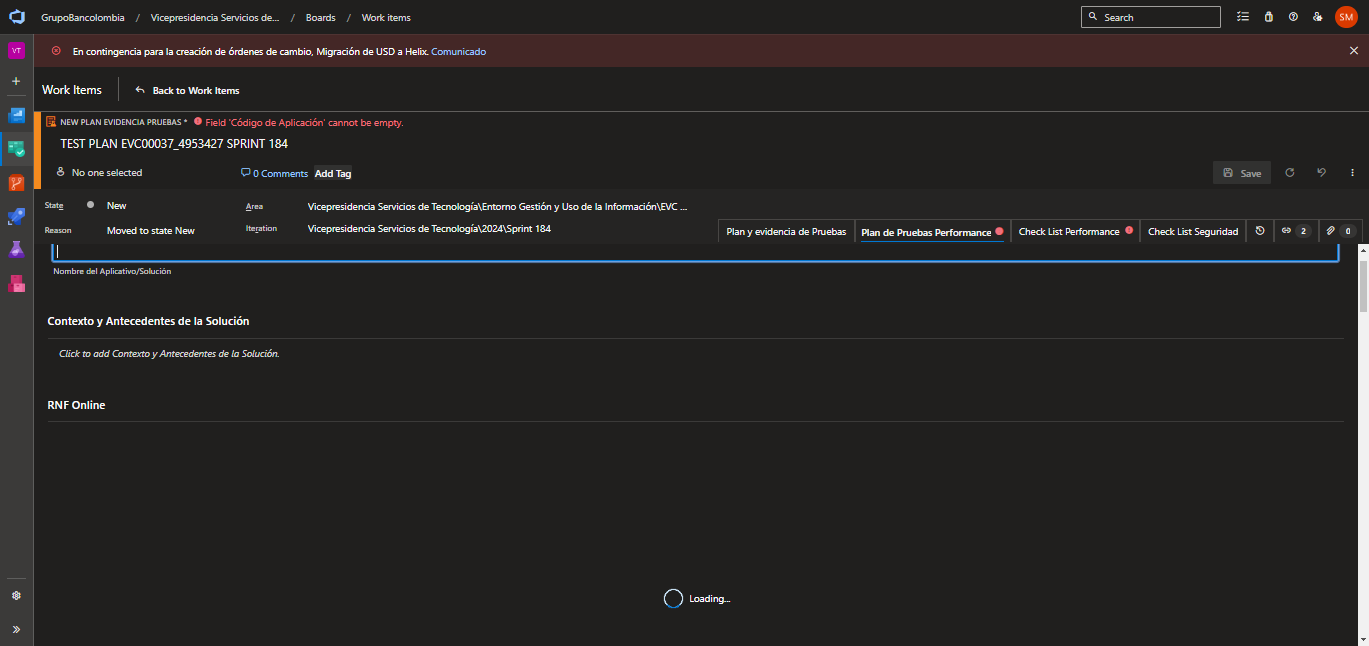 GrupoBancolombia / Vicepresidencia Servicios de... / Boards / Work items
Search
SM
VT
En contingencia para la creación de órdenes de cambio, Migración de USD a Helix. Comunicado
Work Items
Back to Work Items
NEW PLAN EVIDENCIA PRUEBAS * Field 'Código de Aplicación' cannot be empty.
TEST PLAN EVC00037_4953427 SPRINT 184
No one selected
0 Comments
Add Tag
Save
State
New
Area
Vicepresidencia Servicios de Tecnología\Entorno Gestión y Uso de la Información\EVC ...
Reason
Moved to state New
Iteration
Vicepresidencia Servicios de Tecnología\2024\Sprint 184
Plan y evidencia de Pruebas
Plan de Pruebas Performance
Check List Performance
Check List Seguridad
2
0
Nombre del Aplicativo/Solución
Contexto y Antecedentes de la Solución
Click to add Contexto y Antecedentes de la Solución.
RNF Online
Loading...